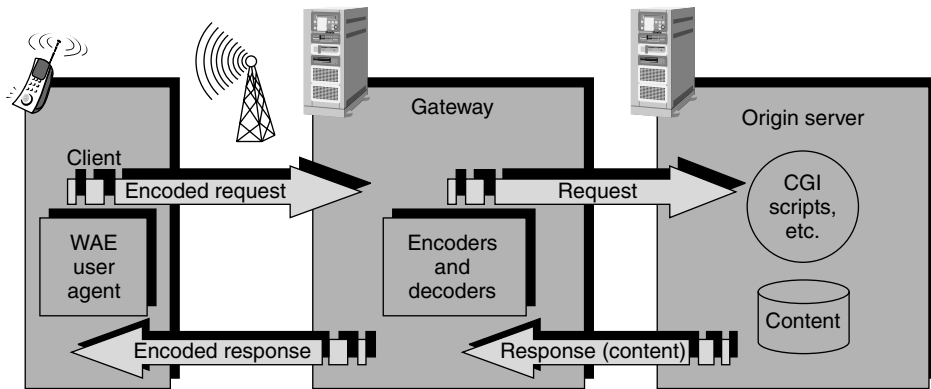 Gateway
Origin server
Client
Encoded request
Request
CGI
scripts,
etc.
WAE
user
agent
Encoders
and
decoders
Content
Encoded response
Response (content)